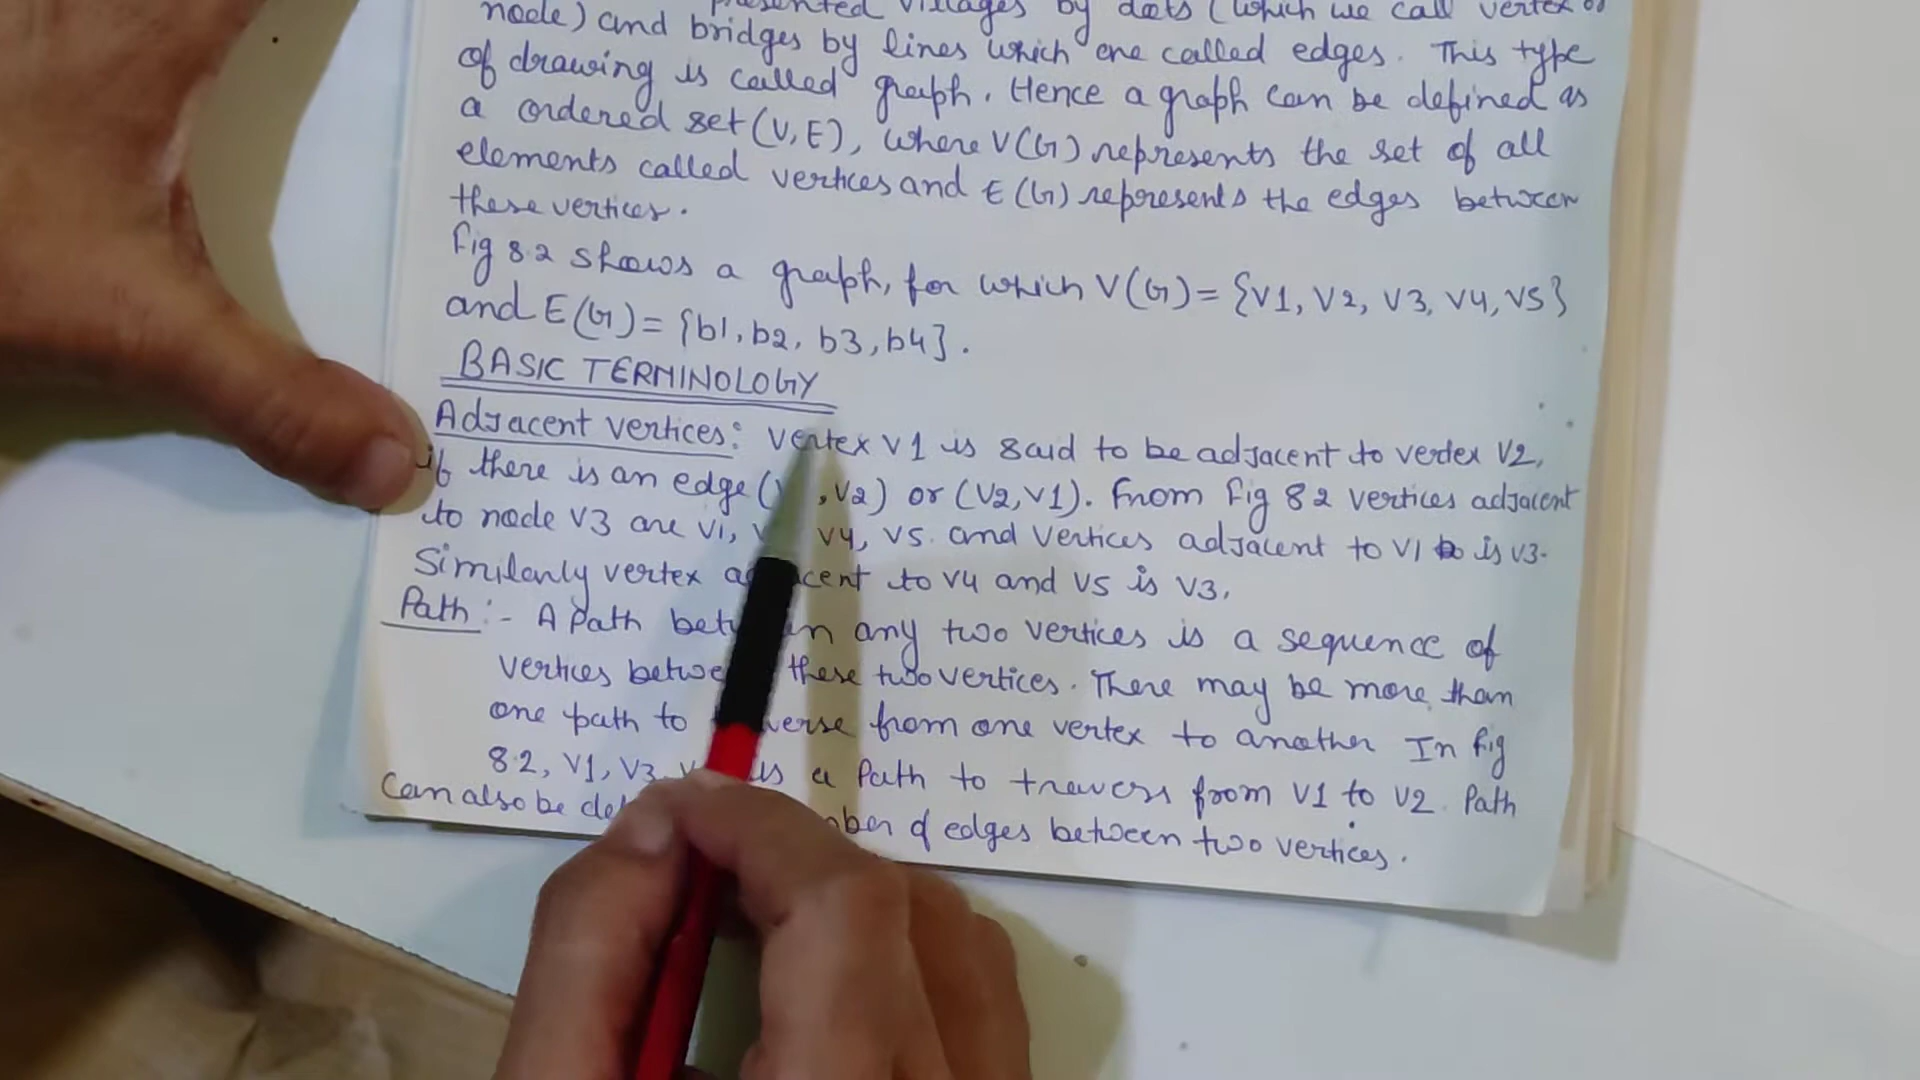 node) and bridges by lines which are called edges. This type
of drawing is called graph. Hence a graph can be defined as
a ordered set (V, E), where V(G) represents the set of all
elements called vertices and E(G) represents the edges between
these vertices.
Fig 8.2 shows a graph, for which V(G) = {V1, V2, V3, V4, V5}
and E(G) = {b1, b2, b3, b4}.
BASIC TERMINOLOGY
Adjacent vertices: Vertex V1 is said to be adjacent to vertex V2,
if there is an edge ( , V2) or (V2, V1). From Fig 8 2 vertices adjacent
to node V3 are V1, V4, V5. and Vertices adjacent to V1 is V3.
Similarly vertex to V4 and V5 is V3.
Path :- A Path any two vertices is a sequence of
vertices these two vertices. There may be more than
one path to from one vertex to another In Fig
8.2, V1, V3 is a Path to travers from V1 to V2. Path
Can also be of edges between two vertices.